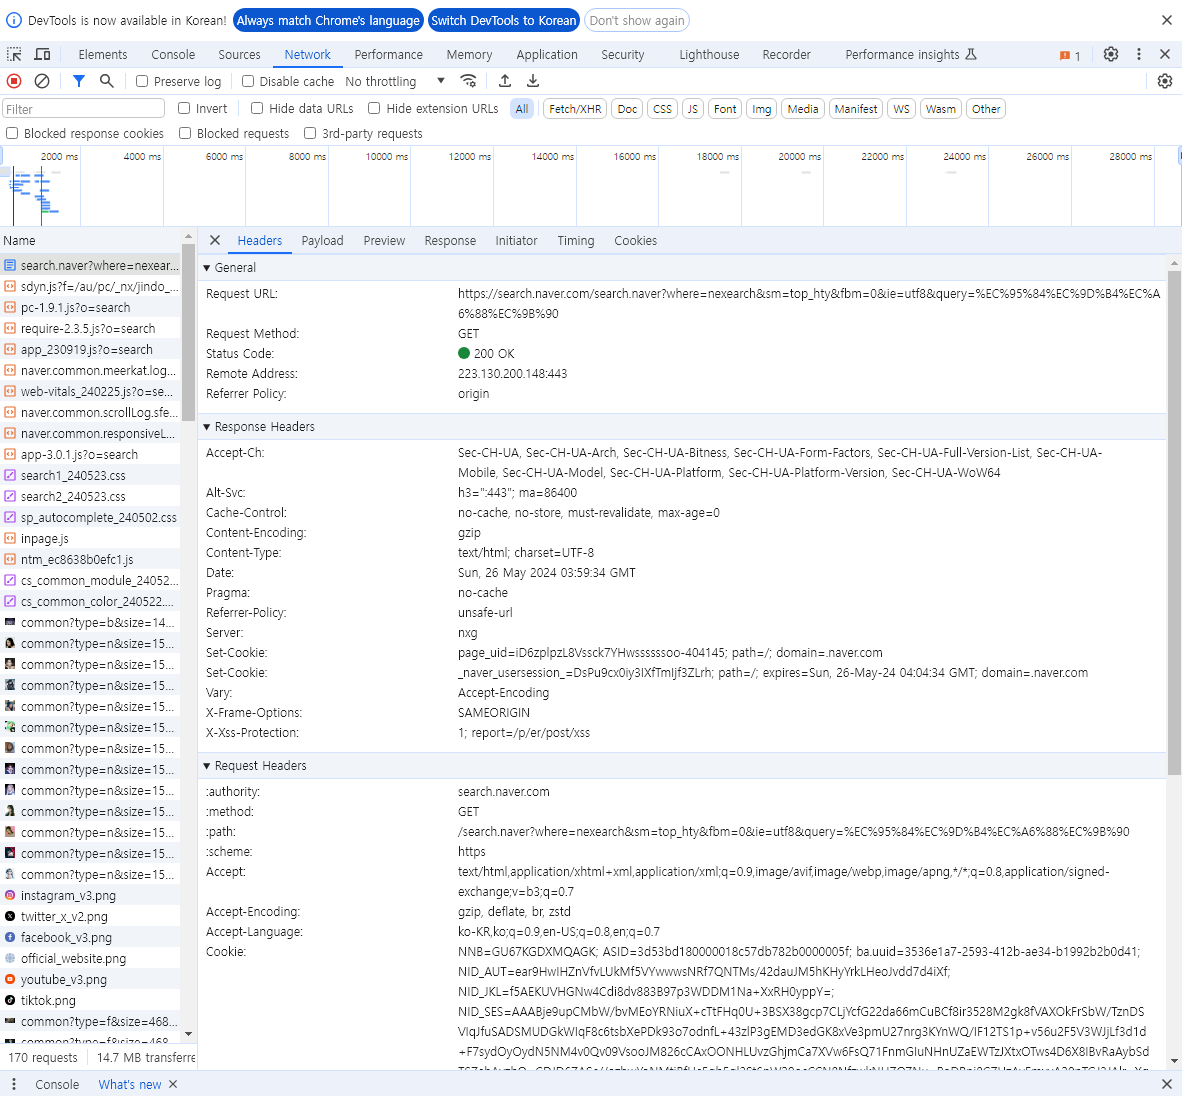 DevTools is now available in Korean! Always match Chrome's language Switch DevTools to Korean Don't show again
Elements Console Sources Network Performance Memory Application Security Lighthouse Recorder Performance insights 1
Preserve log Disable cache No throttling
Filter Invert Hide data URLs Hide extension URLs All Fetch/XHR Doc CSS JS Font Img Media Manifest WS Wasm Other
Blocked response cookies Blocked requests 3rd-party requests
2000 ms 4000 ms 6000 ms 8000 ms 10000 ms 12000 ms 14000 ms 16000 ms 18000 ms 20000 ms 22000 ms 24000 ms 26000 ms 28000 ms
Name
search.naver?where=nexear...
sdyn.js?f=/au/pc/_nx/jindo_...
pc-1.9.1.js?o=search
require-2.3.5.js?o=search
app_230919.js?o=search
naver.common.meerkat.log...
web-vitals_240225.js?o=se...
naver.common.scrollLog.sfe...
naver.common.responsiveL...
app-3.0.1.js?o=search
search1_240523.css
search2_240523.css
sp_autocomplete_240502.css
inpage.js
ntm_ec8638b0efc1.js
cs_common_module_24052...
cs_common_color_240522....
common?type=b&size=14...
common?type=n&size=15...
common?type=n&size=15...
common?type=n&size=15...
common?type=n&size=15...
common?type=n&size=15...
common?type=n&size=15...
common?type=n&size=15...
common?type=n&size=15...
common?type=n&size=15...
common?type=n&size=15...
common?type=n&size=15...
common?type=n&size=15...
instagram_v3.png
twitter_x_v2.png
facebook_v3.png
official_website.png
youtube_v3.png
tiktok.png
common?type=f&size=468...
170 requests 14.7 MB transferre
Headers Payload Preview Response Initiator Timing Cookies
General
Request URL: https://search.naver.com/search.naver?where=nexearch&sm=top_hty&fbm=0&ie=utf8&query=%EC%95%84%EC%9D%B4%EC%A
6%88%EC%9B%90
Request Method: GET
Status Code: 200 OK
Remote Address: 223.130.200.148:443
Referrer Policy: origin
Response Headers
Accept-Ch: Sec-CH-UA, Sec-CH-UA-Arch, Sec-CH-UA-Bitness, Sec-CH-UA-Form-Factors, Sec-CH-UA-Full-Version-List, Sec-CH-UA-
Mobile, Sec-CH-UA-Model, Sec-CH-UA-Platform, Sec-CH-UA-Platform-Version, Sec-CH-UA-WoW64
Alt-Svc: h3=":443"; ma=86400
Cache-Control: no-cache, no-store, must-revalidate, max-age=0
Content-Encoding: gzip
Content-Type: text/html; charset=UTF-8
Date: Sun, 26 May 2024 03:59:34 GMT
Pragma: no-cache
Referrer-Policy: unsafe-url
Server: nxg
Set-Cookie: page_uid=iD6zplpzL8Vssck7YHwsssssoo-404145; path=/; domain=.naver.com
Set-Cookie: _naver_usersession_=DsPu9cx0iy3IXfTmIjf3ZLrh; path=/; expires=Sun, 26-May-24 04:04:34 GMT; domain=.naver.com
Vary: Accept-Encoding
X-Frame-Options: SAMEORIGIN
X-Xss-Protection: 1; report=/p/er/post/xss
Request Headers
:authority: search.naver.com
:method: GET
:path: /search.naver?where=nexearch&sm=top_hty&fbm=0&ie=utf8&query=%EC%95%84%EC%9D%B4%EC%A6%88%EC%9B%90
:scheme: https
Accept: text/html,application/xhtml+xml,application/xml;q=0.9,image/avif,image/webp,image/apng,*/*;q=0.8,application/signed-
exchange;v=b3;q=0.7
Accept-Encoding: gzip, deflate, br, zstd
Accept-Language: ko-KR,ko;q=0.9,en-US;q=0.8,en;q=0.7
Cookie: NNB=GU67KGDXMQAGK; ASID=3d53bd180000018c57db782b0000005f; ba.uuid=3536e1a7-2593-412b-ae34-b1992b2b0d41;
NID_AUT=ear9HwIHZnVfvLUkMf5VYwwwsNRf7QNTMs/42dauJM5hKHyYrkLHeoJvdd7d4iXf;
NID_JKL=f5AEKUVHGNw4Cdi8dv883B97p3WDDM1Na+XxRH0yppY=;
Console What's new